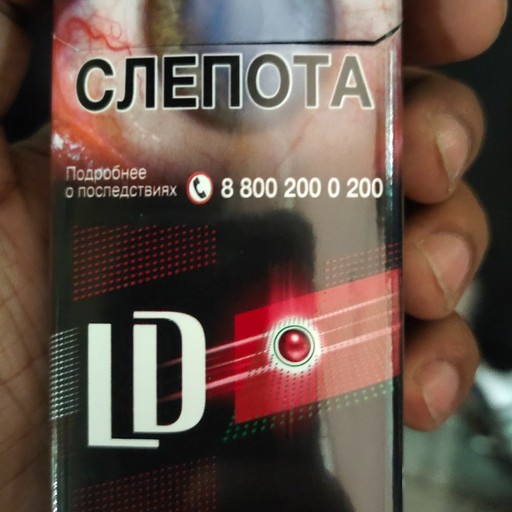 СЛЕПОТА
Подробнее
о последствиях 8 800 200 0 200
LD